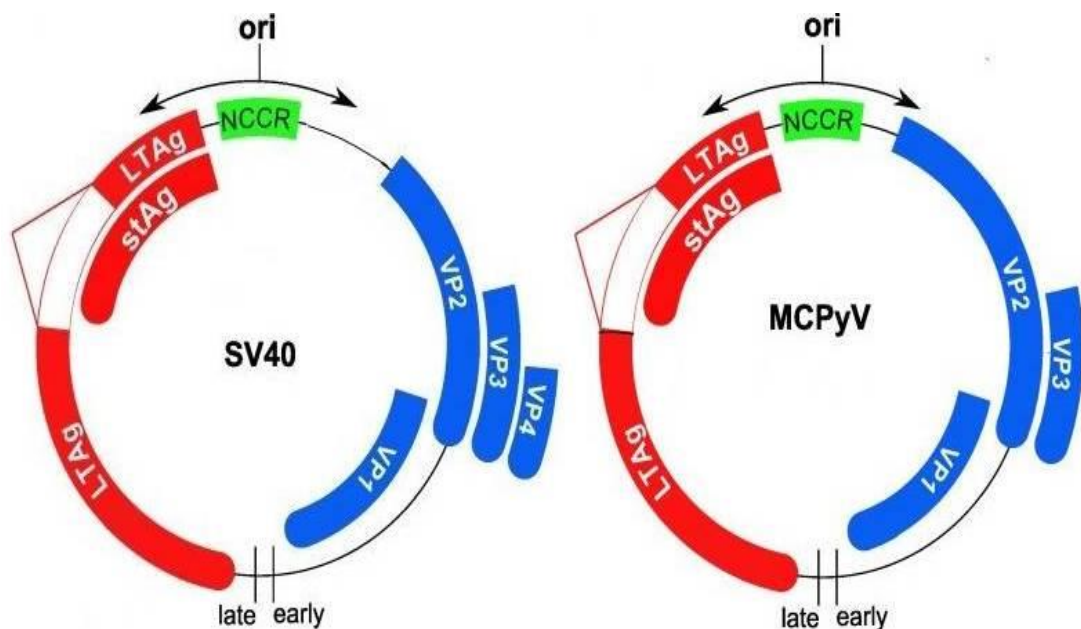 ori
NCCR
LTAg
stAg
VP2
VP3
VP4
VP1
SV40
LTAg
late
early
ori
NCCR
LTAg
stAg
VP2
VP3
VP1
MCPyV
LTAg
late
early